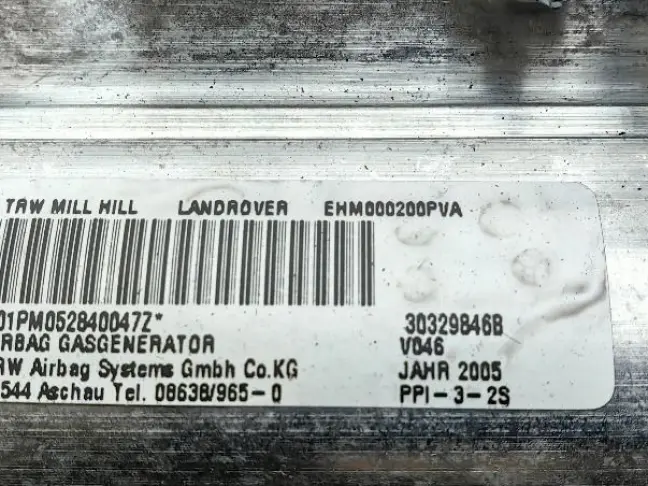 TRW MILL HILL LANDROVER EHM000200PVA
01PM052840047Z* 30329846B
RBAG GASGENERATOR V046
RW Airbag Systems Gmbh Co.KG JAHR 2005
544 Aschau Tel. 08638/965-0 PPI-3-2S